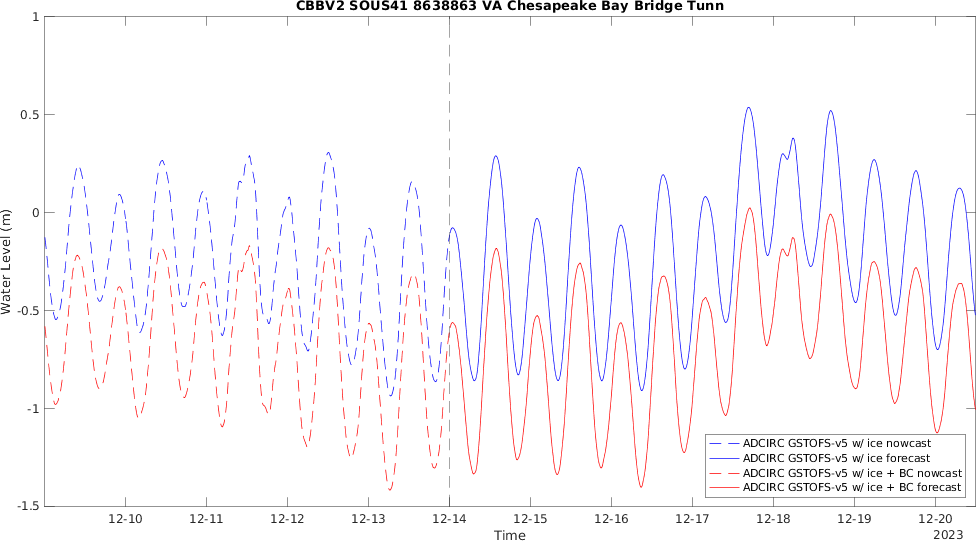 CBBV2 SOUS41 8638863 VA Chesapeake Bay Bridge Tunn
1
0.5
0
-0.5
-1
-1.5
Water Level (m)
12-10 12-11 12-12 12-13 12-14 12-15 12-16 12-17 12-18 12-19 12-20
Time
2023
ADCIRC GSTOFS-v5 w/ ice nowcast
ADCIRC GSTOFS-v5 w/ ice forecast
ADCIRC GSTOFS-v5 w/ ice + BC nowcast
ADCIRC GSTOFS-v5 w/ ice + BC forecast